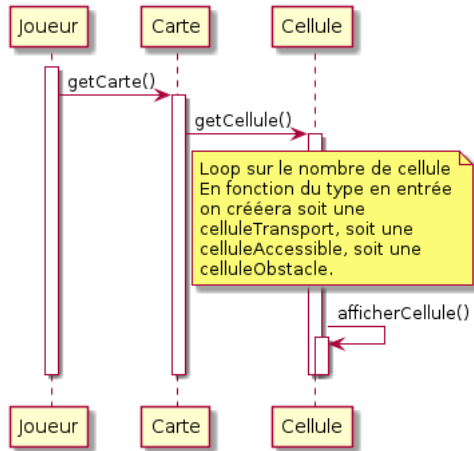 Joueur
Carte
Cellule
getCarte()
getCellule()
Loop sur le nombre de cellule
En fonction du type en entrée
on crééera soit une
celluleTransport, soit une
celluleAccessible, soit une
celluleObstacle.
afficherCellule()
Joueur
Carte
Cellule